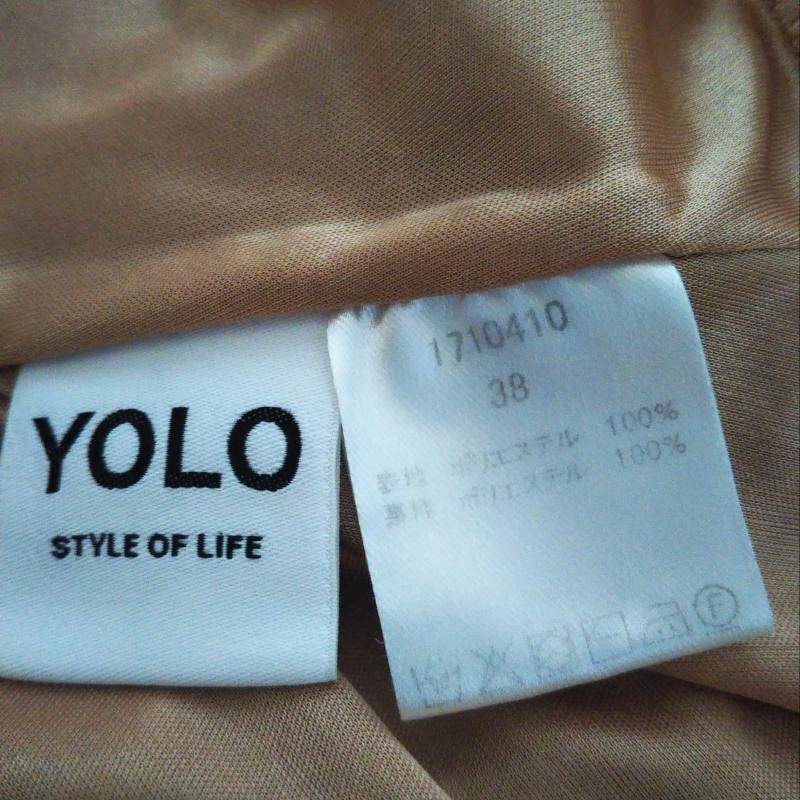 YOLO
STYLE OF LIFE
1710410
38
表地 ポリエステル 100%
裏地 ポリエステル 100%
F